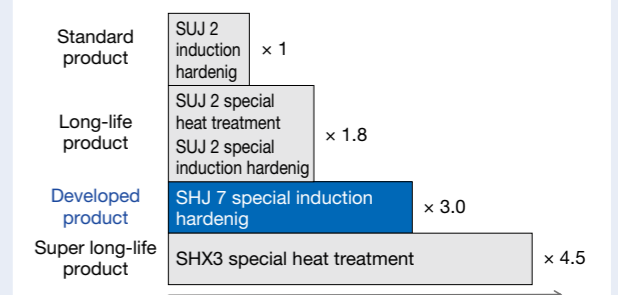 Standard
product
SUJ 2
induction
hardenig
× 1
Long-life
product
SUJ 2 special
heat treatment
SUJ 2 special
induction hardenig
× 1.8
Developed
product
SHJ 7 special induction
hardenig
× 3.0
Super long-life
product
SHX3 special heat treatment
× 4.5